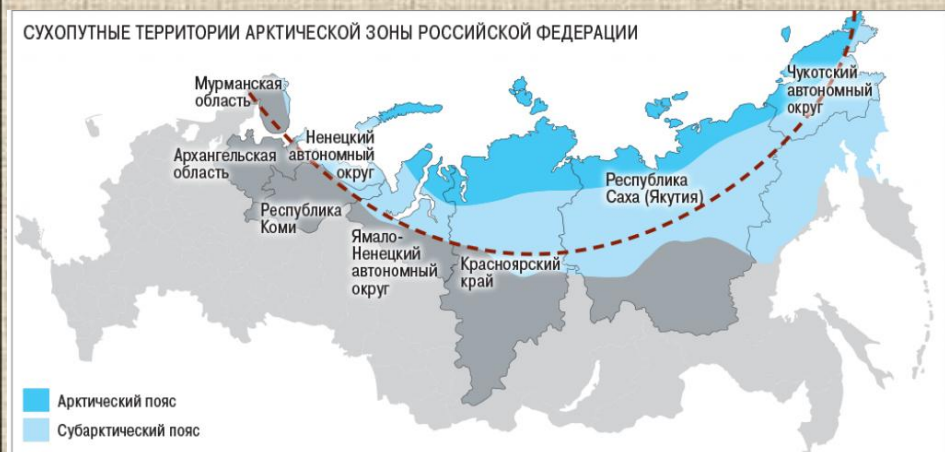 СУХОПУТНЫЕ ТЕРРИТОРИИ АРКТИЧЕСКОЙ ЗОНЫ РОССИЙСКОЙ ФЕДЕРАЦИИ
Мурманская
область
Ненецкий
автономный
округ
Архангельская
область
Республика
Коми
Ямало-
Ненецкий
автономный
округ
Красноярский
край
Республика
Саха (Якутия)
Чукотский
автономный
округ
Арктический пояс
Субарктический пояс